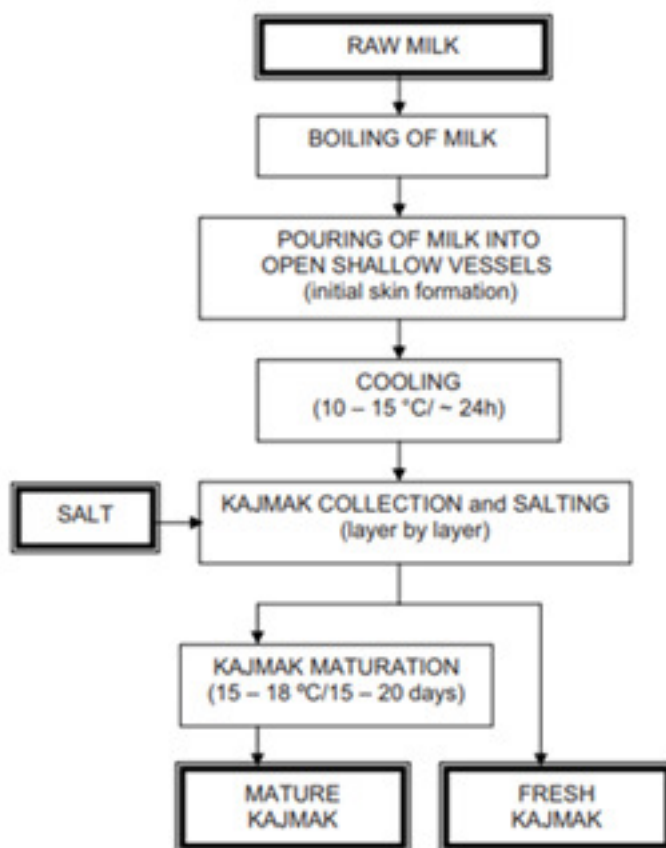 RAW MILK
BOILING OF MILK
POURING OF MILK INTO
OPEN SHALLOW VESSELS
(initial skin formation)
COOLING
(10 – 15 °C/ ~ 24h)
SALT
KAJMAK COLLECTION and SALTING
(layer by layer)
KAJMAK MATURATION
(15 – 18 ºC/15 – 20 days)
MATURE
KAJMAK
FRESH
KAJMAK